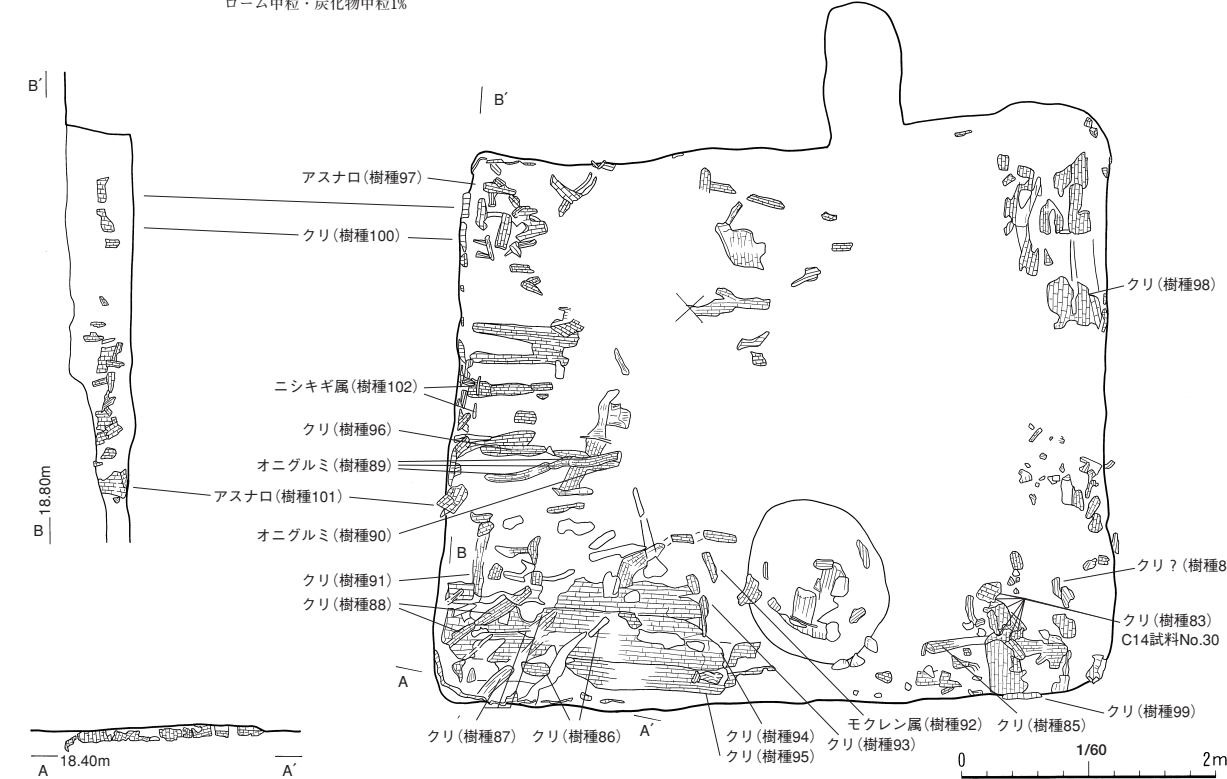 ローム中粒・炭化物中粒1%
B´
B´
アスナロ（樹種97）
クリ（樹種100）
クリ（樹種98）
ニシキギ属（樹種102）
クリ（樹種96）
オニグルミ（樹種89）
18.80m
アスナロ（樹種101）
B
オニグルミ（樹種90）
B
クリ（樹種91）
クリ？（樹種8
クリ（樹種88）
クリ（樹種83）
C14試料No.30
A
クリ（樹種99）
モクレン属（樹種92）
クリ（樹種85）
A´
クリ（樹種87）
クリ（樹種86）
クリ（樹種94）
クリ（樹種93）
クリ（樹種95）
18.40m
A
A´
0
1/60
2m